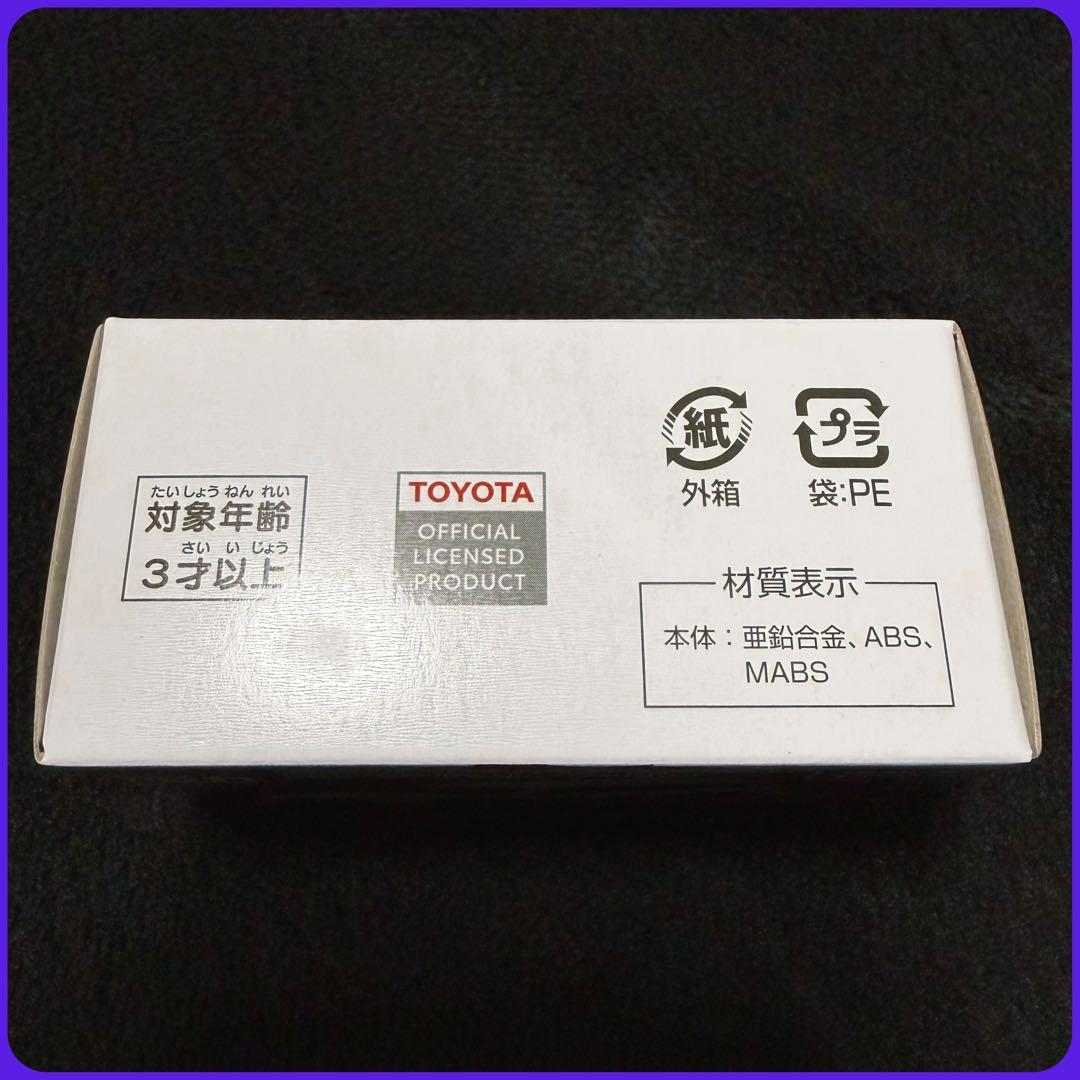 たいしょうねんれい
対象年齢
さいいじょう
3才以上
TOYOTA
OFFICIAL
LICENSED
PRODUCT
紙
外箱
プラ
袋:PE
材質表示
本体：亜鉛合金、ABS、
MABS